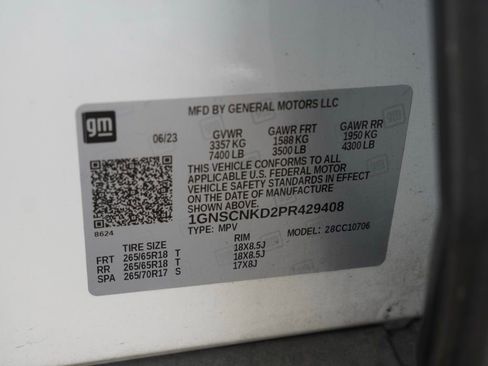 MFD BY GENERAL MOTORS LLC
gm
06/23 GVWR GAWR FRT GAWR RR
3357 KG 1588 KG 1950 KG
7400 LB 3500 LB 4300 LB
THIS VEHICLE CONFORMS TO ALL
APPLICABLE U.S. FEDERAL MOTOR
VEHICLE SAFETY STANDARDS IN EFFECT
ON THE DATE OF MANUFACTURE
SHOWN ABOVE.
1GNSCNKD2PR429408
8624 TYPE: MPV MODEL: 28CC10706
TIRE SIZE RIM
FRT 265/65R18 T 18X8.5J
RR 265/65R18 T 18X8.5J
SPA 265/70R17 S 17X8J